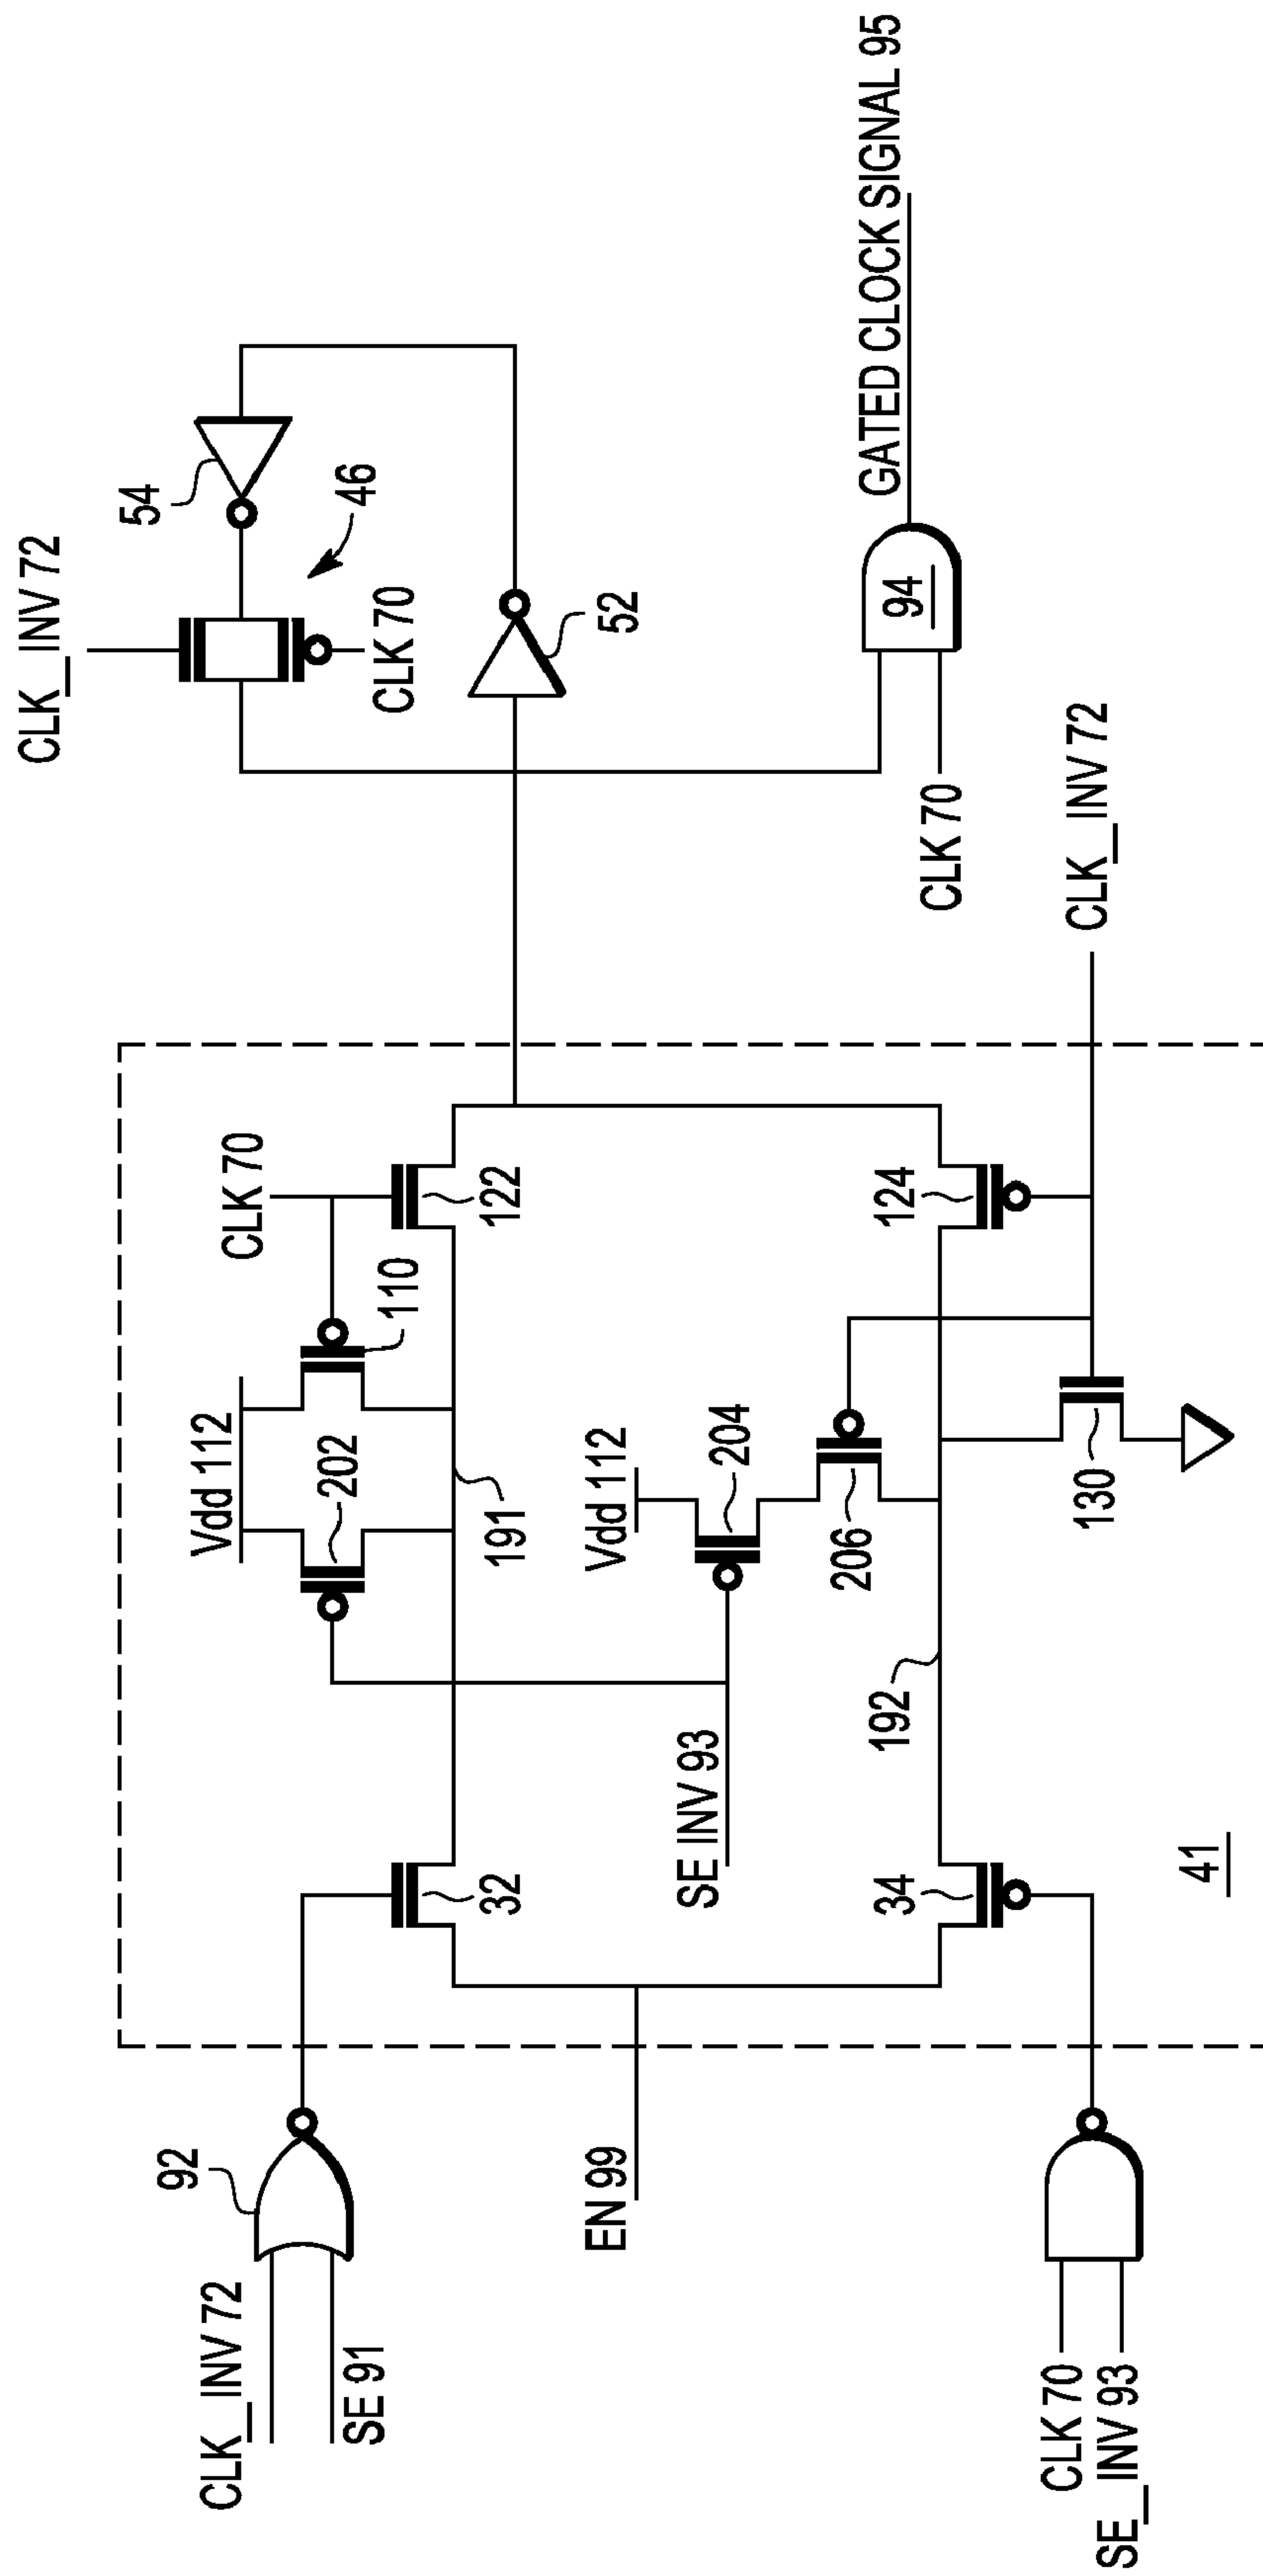 CLK_INV 72
SE 91
92
EN 99
CLK 70
SE_INV 93
32
34
41
SE INV 93
Vdd 112
202
110
CLK 70
191
Vdd 112
204
206
192
130
122
124
CLK_INV 72
CLK_INV 72
54
46
CLK 70
52
CLK 70
94
GATED CLOCK SIGNAL 95